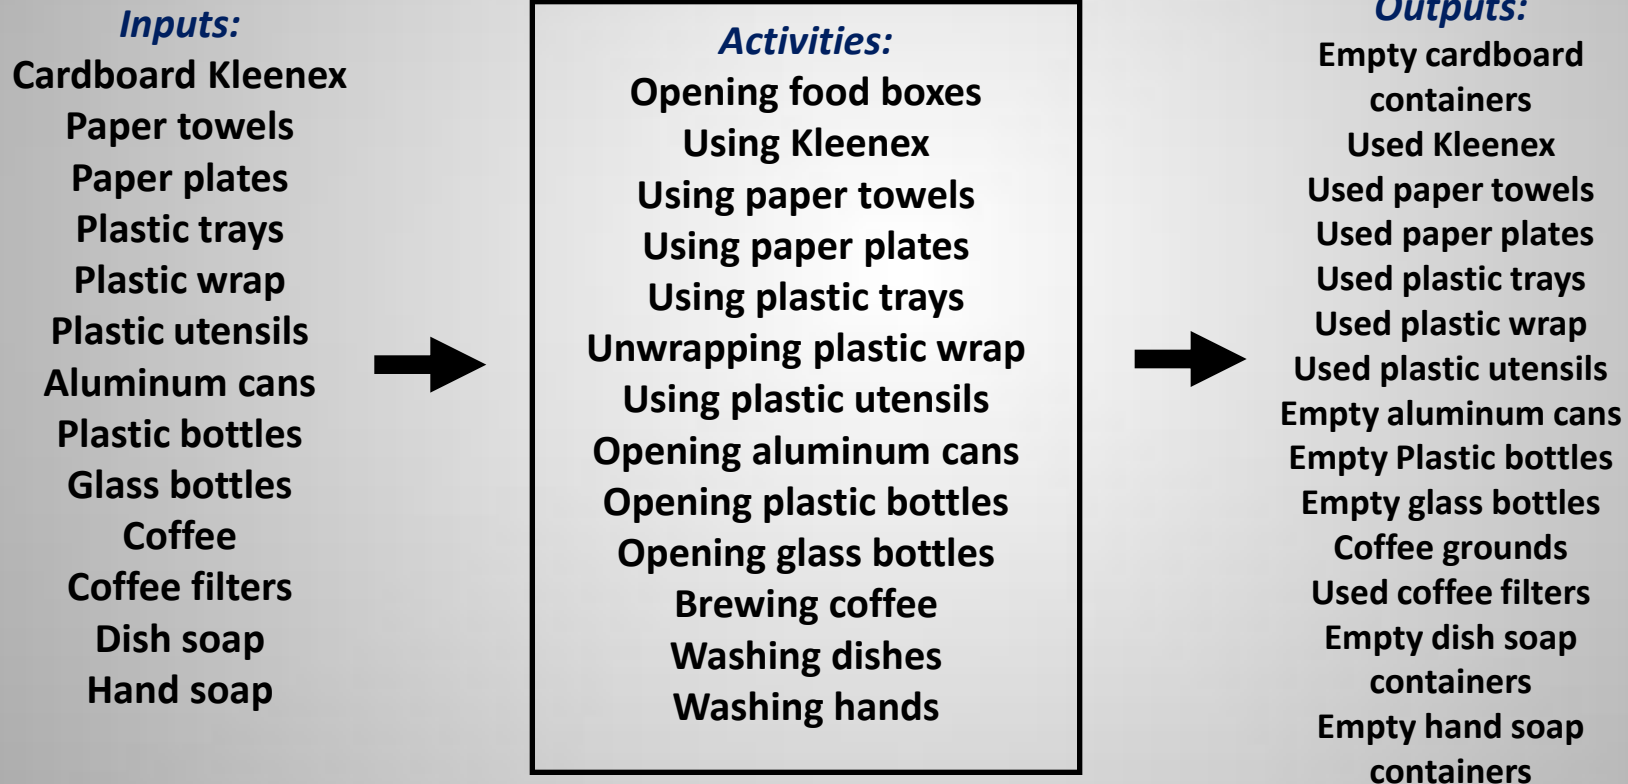 Inputs:
Cardboard Kleenex
Paper towels
Paper plates
Plastic trays
Plastic wrap
Plastic utensils
Aluminum cans
Plastic bottles
Glass bottles
Coffee
Coffee filters
Dish soap
Hand soap
Activities:
Opening food boxes
Using Kleenex
Using paper towels
Using paper plates
Using plastic trays
Unwrapping plastic wrap
Using plastic utensils
Opening aluminum cans
Opening plastic bottles
Opening glass bottles
Brewing coffee
Washing dishes
Washing hands
Outputs:
Empty cardboard
containers
Used Kleenex
Used paper towels
Used paper plates
Used plastic trays
Used plastic wrap
Used plastic utensils
Empty aluminum cans
Empty Plastic bottles
Empty glass bottles
Coffee grounds
Used coffee filters
Empty dish soap
containers
Empty hand soap
containers